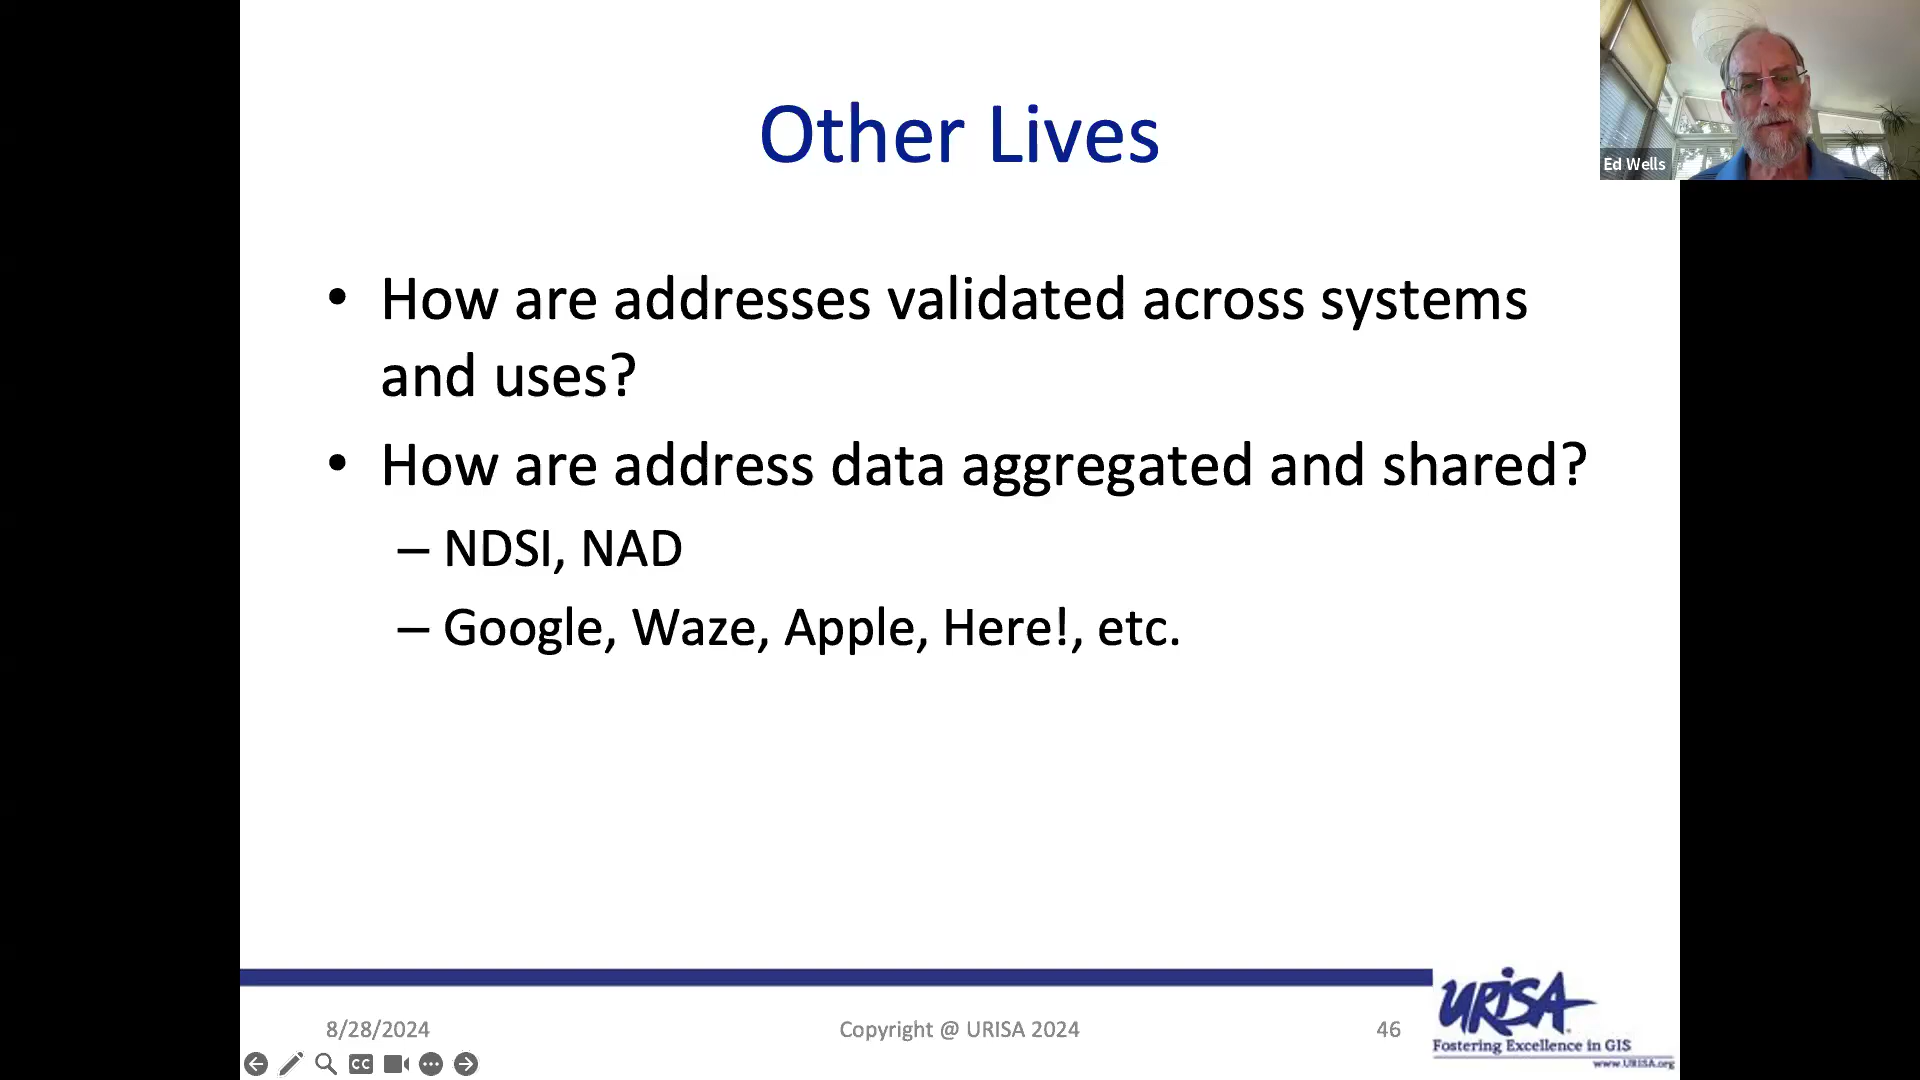 Other Lives
Ed Wells
• How are addresses validated across systems
and uses?
• How are address data aggregated and shared?
– NDSI, NAD
– Google, Waze, Apple, Here!, etc.
URISA
Fostering Excellence in GIS
www.URISA.org
8/28/2024
Copyright @ URISA 2024
46
CC